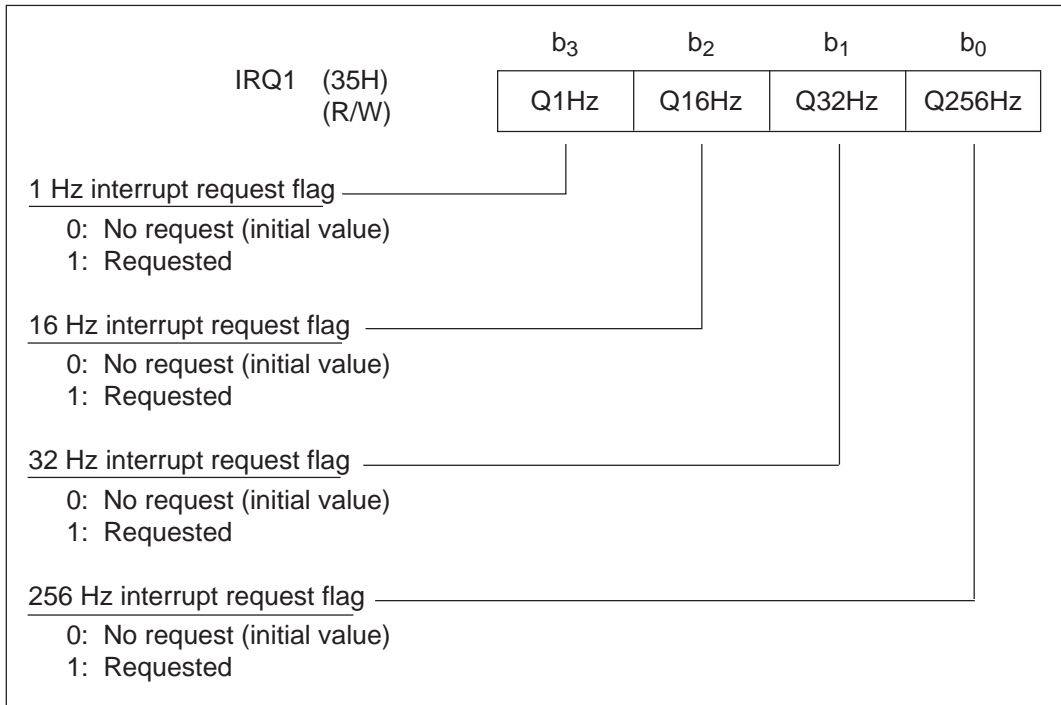 b3 b2 b1 b0
IRQ1 (35H)
(R/W)
Q1Hz Q16Hz Q32Hz Q256Hz
1 Hz interrupt request flag
0: No request (initial value)
1: Requested
16 Hz interrupt request flag
0: No request (initial value)
1: Requested
32 Hz interrupt request flag
0: No request (initial value)
1: Requested
256 Hz interrupt request flag
0: No request (initial value)
1: Requested